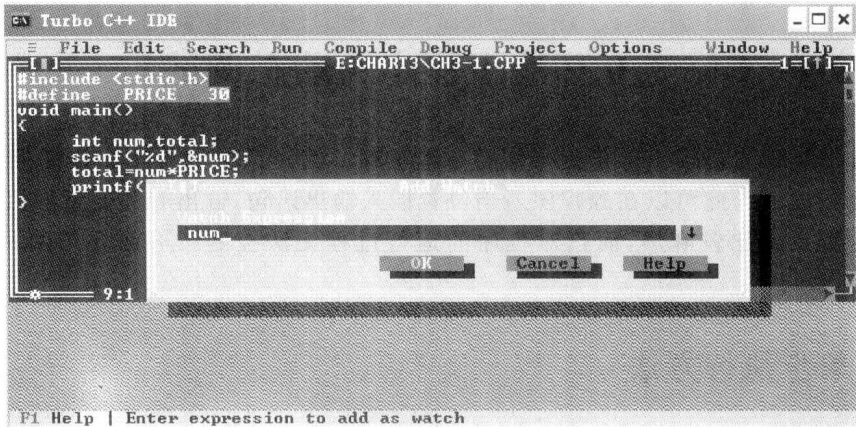 Turbo C++ IDE
≡ File Edit Search Run Compile Debug Project Options Window Help
E:CHART3\CH3-1.CPP 1=[↑]
#include <stdio.h>
#define PRICE 30
void main()
{
int num,total;
scanf("%d",&num);
total=num*PRICE;
printf(
}
Add Watch
Watch Expression
num_
OK Cancel Help
9:1
F1 Help | Enter expression to add as watch